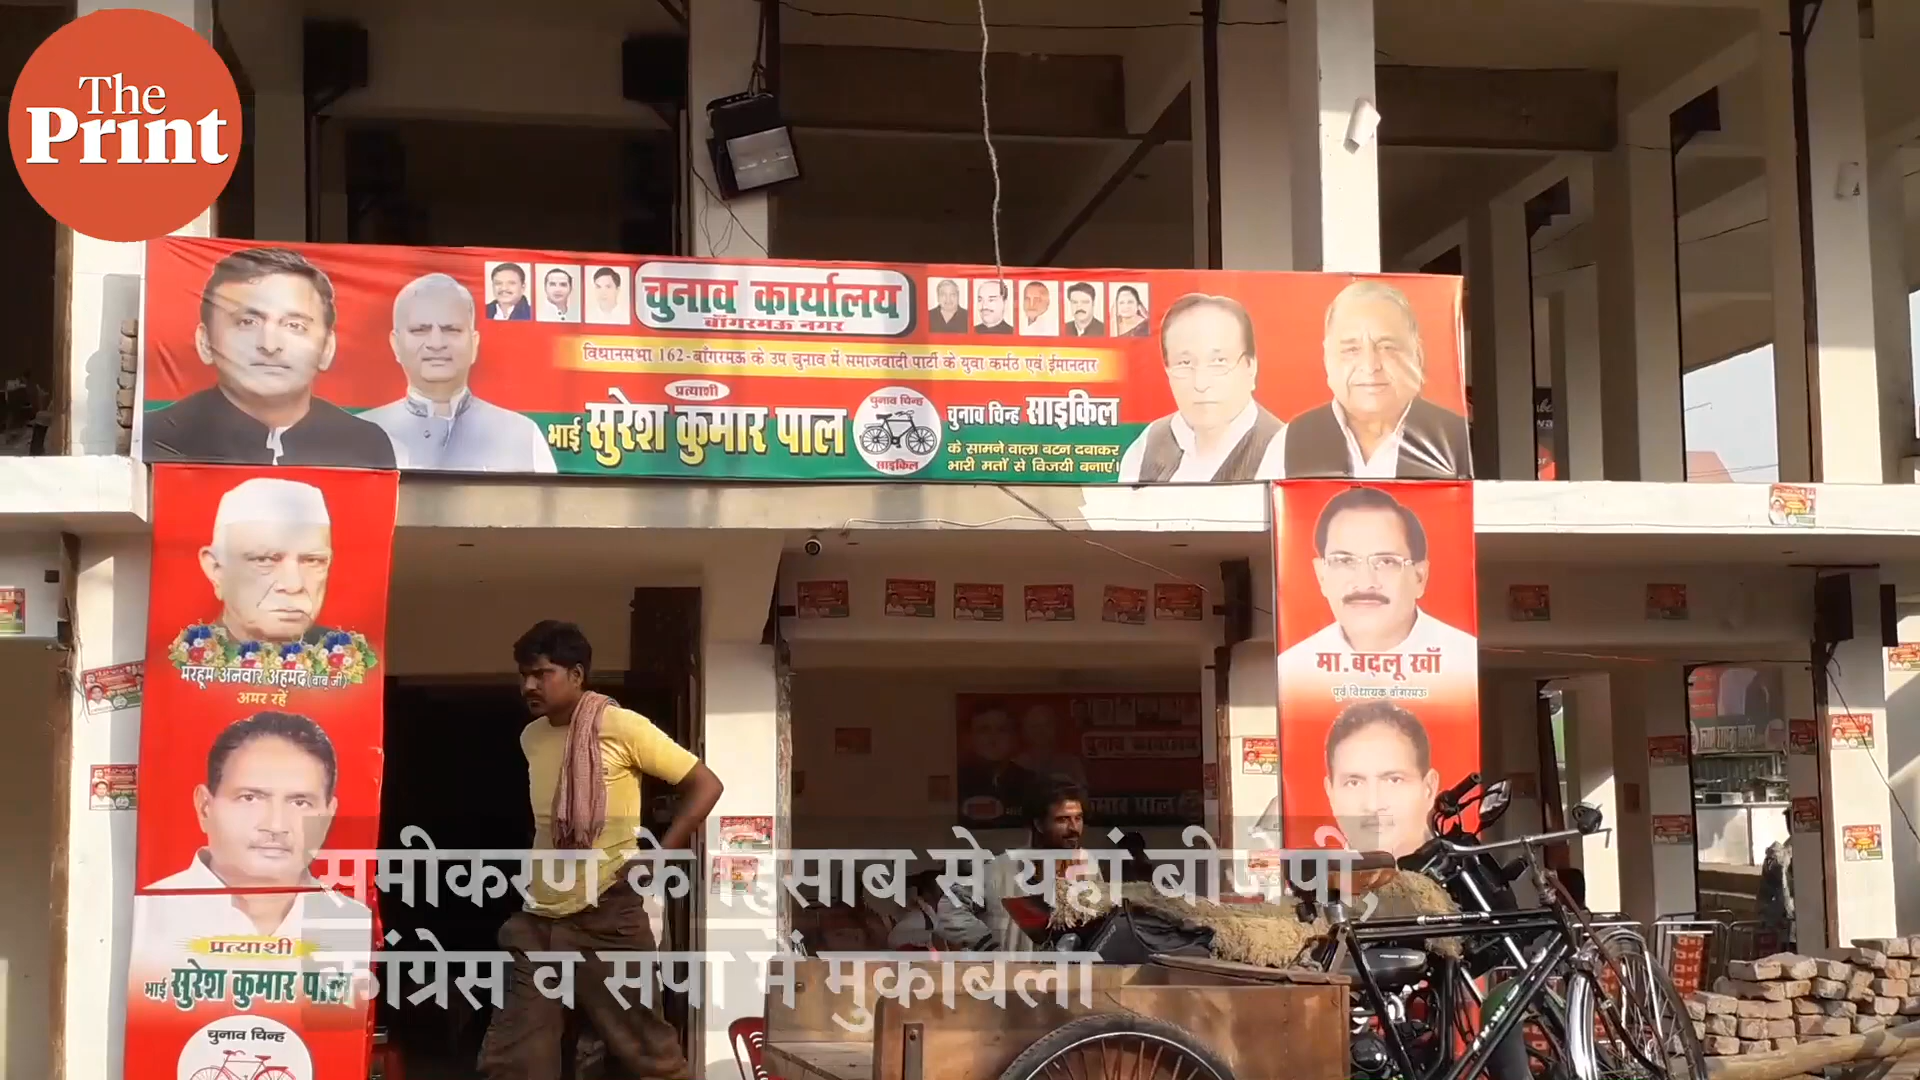 The
Print
चुनाव कार्यालय
बाँगरमऊ नगर
विधानसभा 162-बाँगरमऊ के उप चुनाव में समाजवादी पार्टी के युवा कर्मठ एवं ईमानदार
प्रत्याशी
भाई सुरेश कुमार पाल
चुनाव चिन्ह
साइकिल
चुनाव चिन्ह साइकिल
के सामने वाला बटन दबाकर
भारी मतों से विजयी बनाएं।
मरहूम अनवार अहमद (बाबू जी)
अमर रहें
मा. बदलू खाँ
पूर्व विधायक बाँगरमऊ
प्रत्याशी
भाई सुरेश कुमार पाल
चुनाव चिन्ह
समीकरण के हिसाब से यहां बीजेपी,
कांग्रेस व सपा में मुकाबला